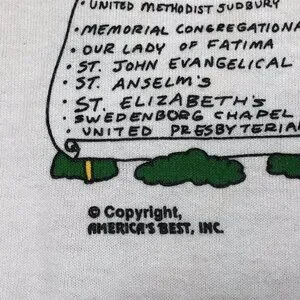 • UNITED METHODIST SUDBURY
• MEMORIAL CONGREGATIONA
• OUR LADY OF FATIMA
• ST. JOHN EVANGELICAL
• ST. ANSELM'S
• ST. ELIZABETH'S
SWEDENBORG CHAPEL
• UNITED PRESBYTERIAN
© Copyright,
AMERICA'S BEST, INC.